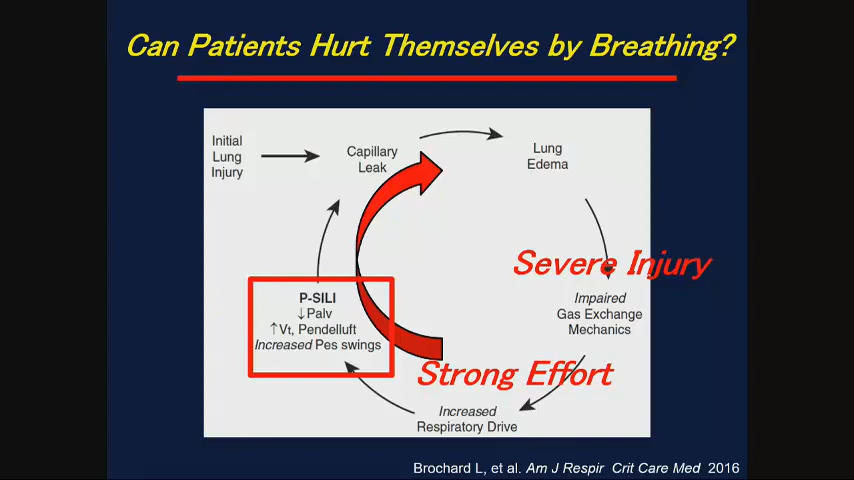 Can Patients Hurt Themselves by Breathing?
Initial
Lung
Injury
Capillary
Leak
Lung
Edema
Severe Injury
Impaired
Gas Exchange
Mechanics
P-SILI
↓Palv
↑Vt, Pendelluft
Increased Pes swings
Strong Effort
Increased
Respiratory Drive
Brochard L, et al. Am J Respir Crit Care Med 2016